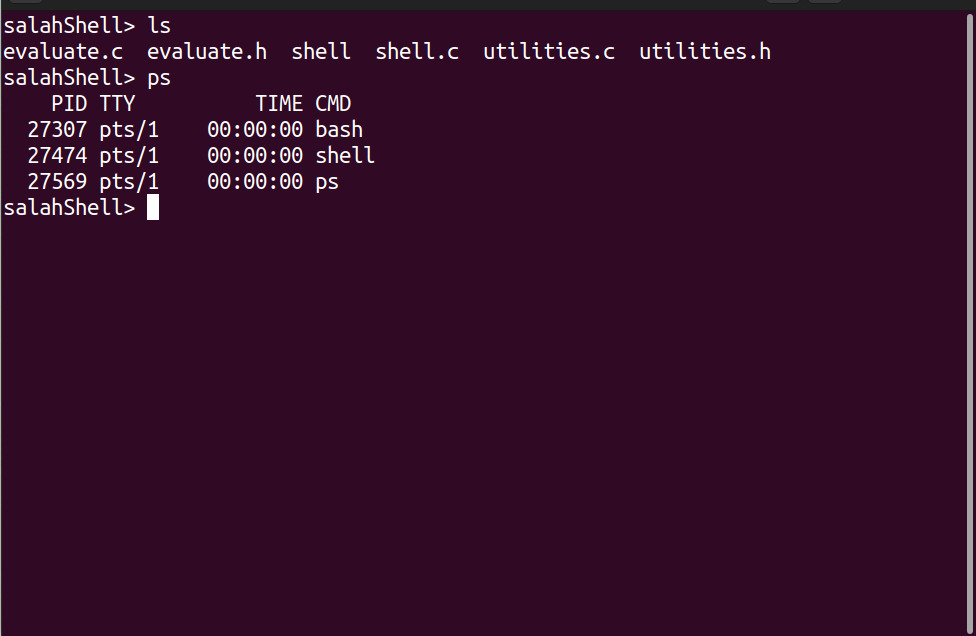 salahShell> ls
evaluate.c  evaluate.h  shell  shell.c  utilities.c  utilities.h
salahShell> ps
    PID TTY          TIME CMD
  27307 pts/1    00:00:00 bash
  27474 pts/1    00:00:00 shell
  27569 pts/1    00:00:00 ps
salahShell>